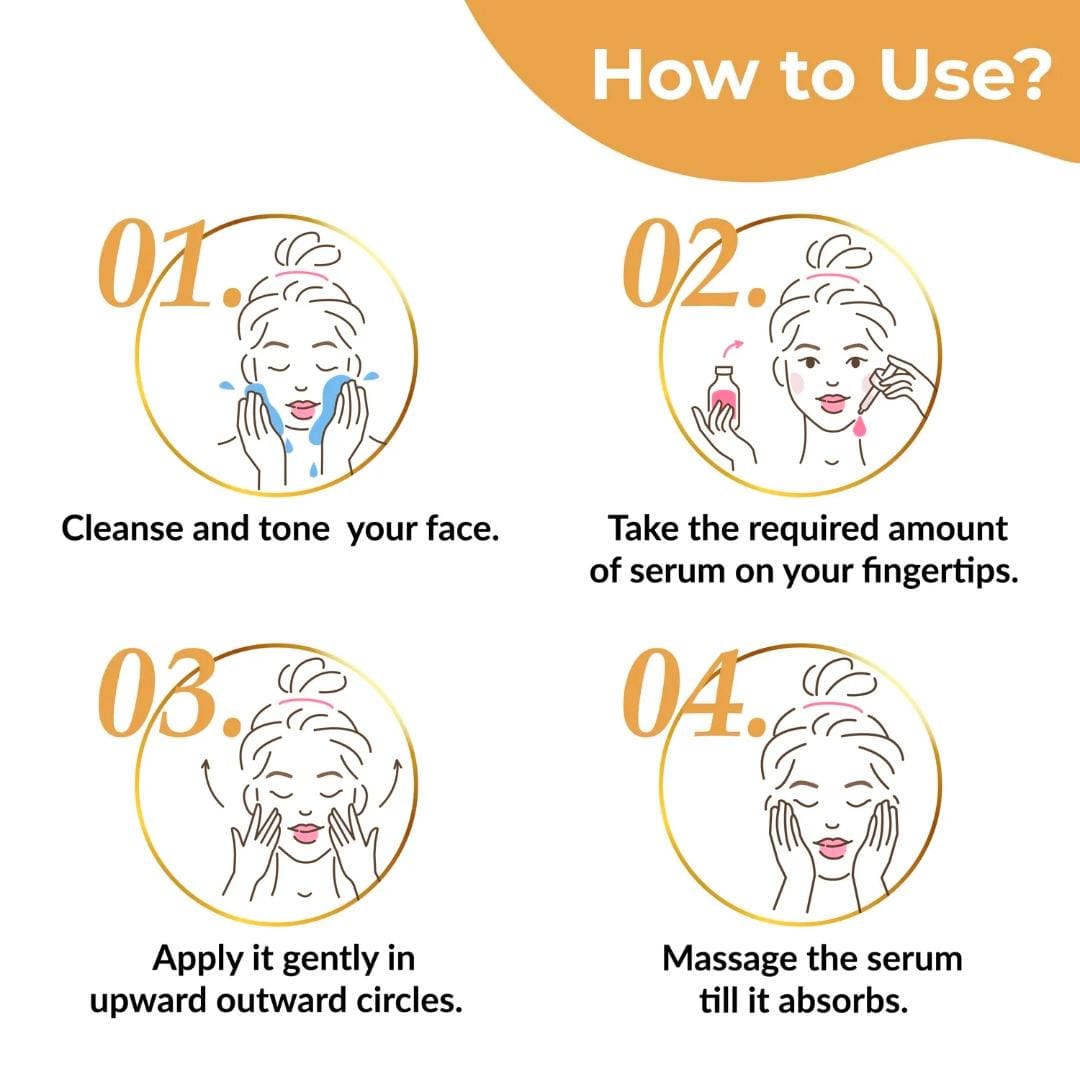 How to Use?
01.
Cleanse and tone  your face.
02.
Take the required amount
of serum on your fingertips.
03.
Apply it gently in
upward outward circles.
04.
Massage the serum
till it absorbs.